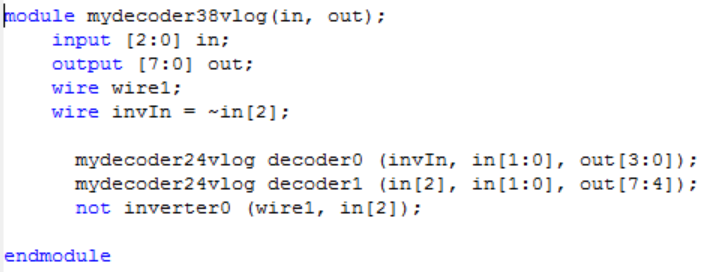 module mydecoder38vlog(in, out);
input [2:0] in;
output [7:0] out;
wire wire1;
wire invIn = ~in[2];
mydecoder24vlog decoder0 (invIn, in[1:0], out[3:0]);
mydecoder24vlog decoder1 (in[2], in[1:0], out[7:4]);
not inverter0 (wire1, in[2]);
endmodule